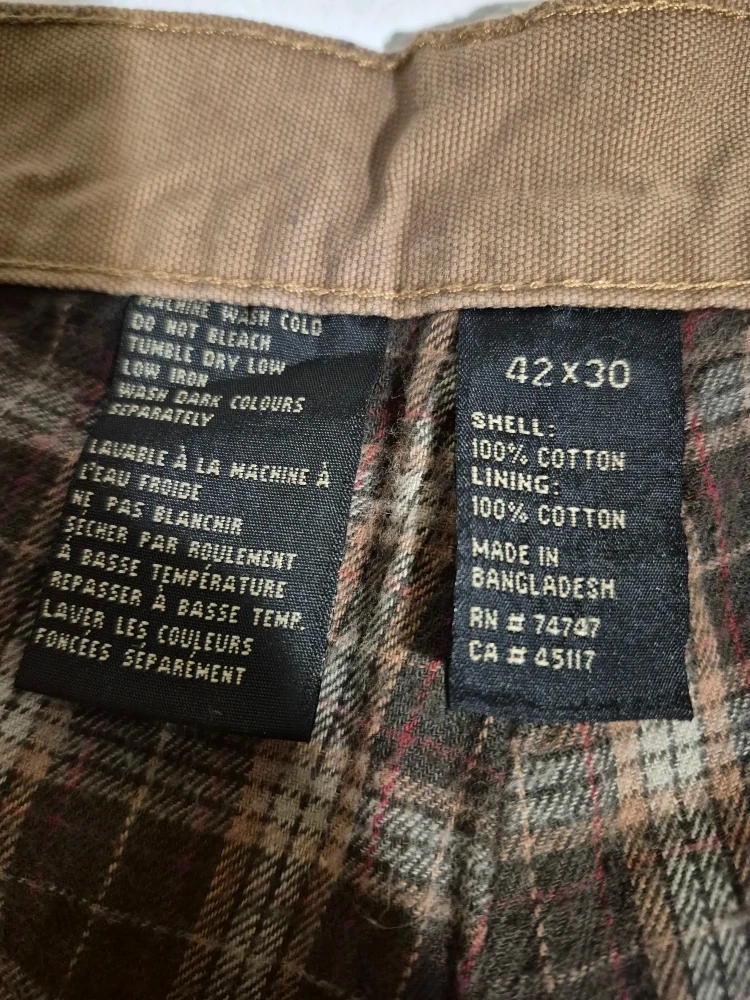 MACHINE WASH COLD
DO NOT BLEACH
TUMBLE DRY LOW
LOW IRON
WASH DARK COLOURS
SEPARATELY
LAVABLE À LA MACHINE À
L'EAU FROIDE
NE PAS BLANCHIR
SÉCHER PAR ROULEMENT
À BASSE TEMPÉRATURE
REPASSER À BASSE TEMP.
LAVER LES COULEURS
FONCÉES SÉPARÉMENT
42 x 30
SHELL:
100% COTTON
LINING:
100% COTTON
MADE IN
BANGLADESH
RN # 74747
CA # 45117